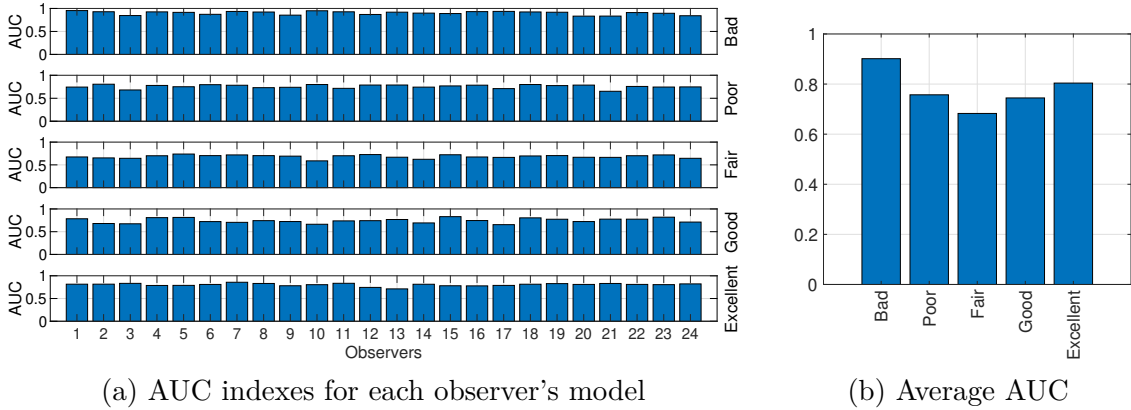 1
0.5
0
AUC
Bad
1
0.5
0
AUC
Poor
1
0.5
0
AUC
Fair
1
0.5
0
AUC
Good
1
0.5
0
AUC
Excellent
1 2 3 4 5 6 7 8 9 10 11 12 13 14 15 16 17 18 19 20 21 22 23 24
Observers
(a) AUC indexes for each observer's model
1
0.8
0.6
0.4
0.2
0
Bad
Poor
Fair
Good
Excellent
(b) Average AUC